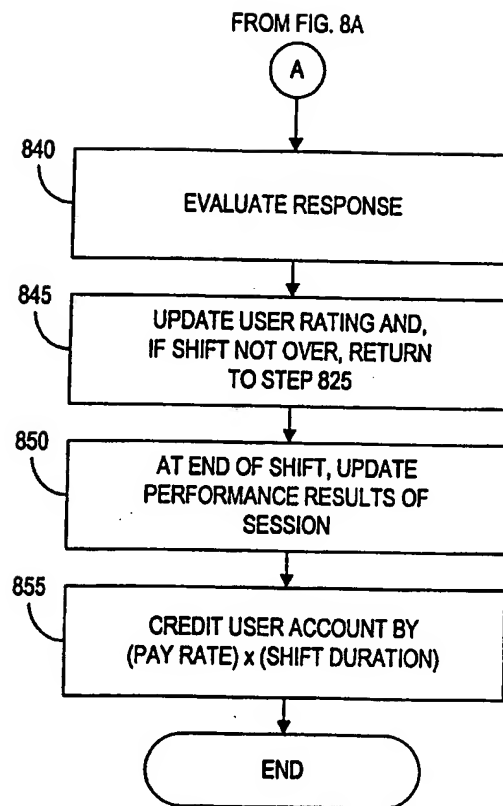 FROM FIG. 8A
A
840
EVALUATE RESPONSE
845
UPDATE USER RATING AND,
IF SHIFT NOT OVER, RETURN
TO STEP 825
850
AT END OF SHIFT, UPDATE
PERFORMANCE RESULTS OF
SESSION
855
CREDIT USER ACCOUNT BY
(PAY RATE) x (SHIFT DURATION)
END